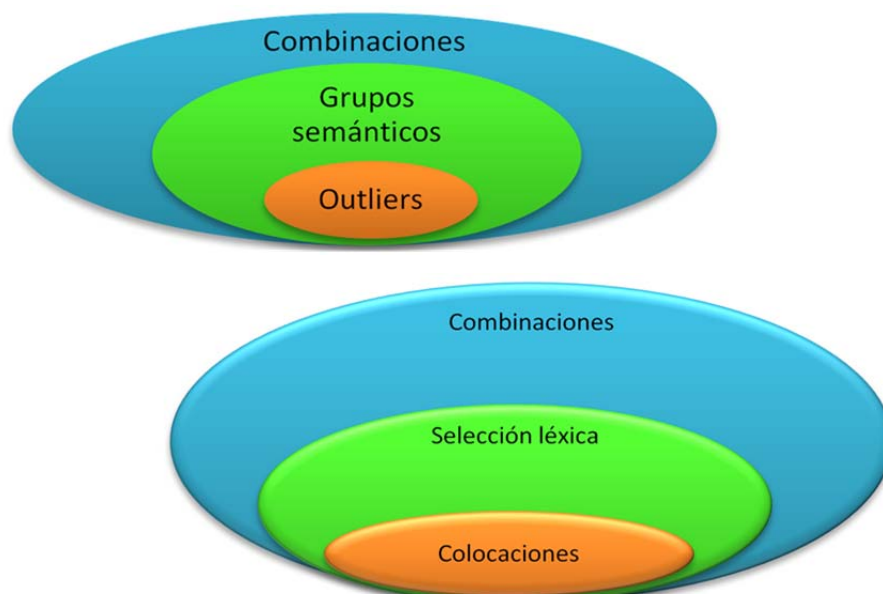 Combinaciones
Grupos
semánticos
Outliers
Combinaciones
Selección léxica
Colocaciones